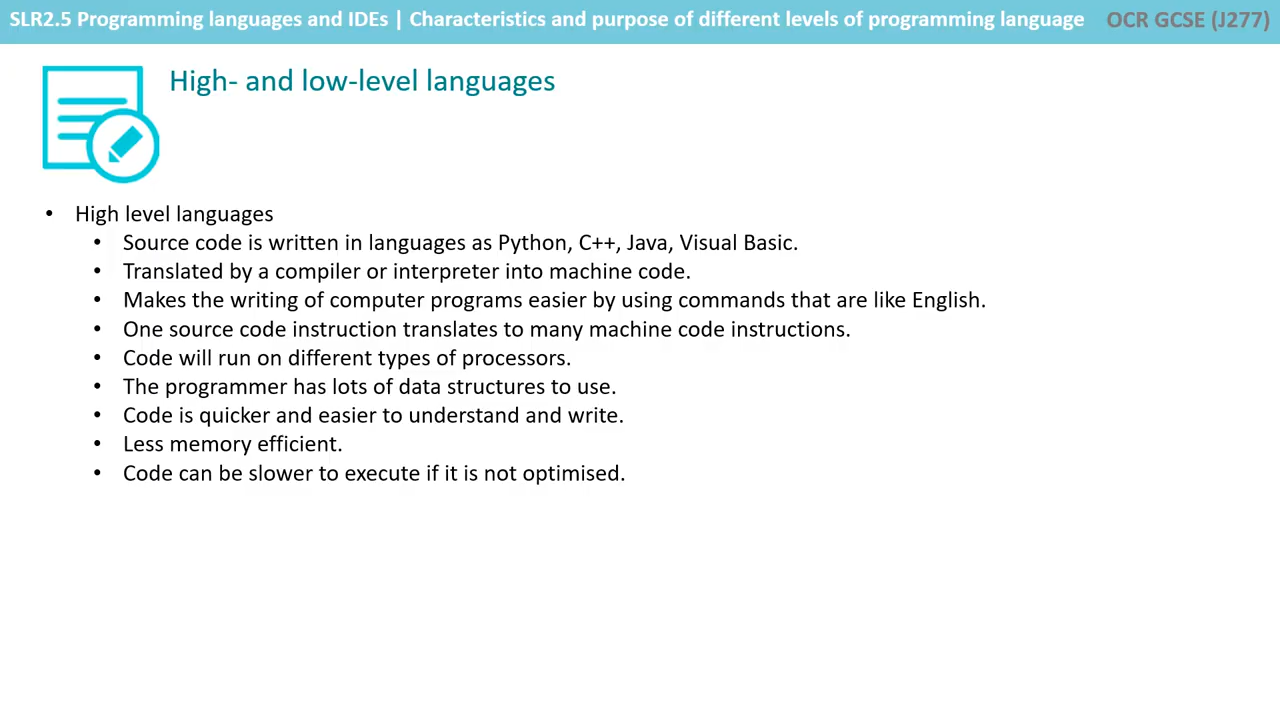 SLR2.5 Programming languages and IDEs | Characteristics and purpose of different levels of programming language OCR GCSE (J277)
High- and low-level languages
• High level languages
• Source code is written in languages as Python, C++, Java, Visual Basic.
• Translated by a compiler or interpreter into machine code.
• Makes the writing of computer programs easier by using commands that are like English.
• One source code instruction translates to many machine code instructions.
• Code will run on different types of processors.
• The programmer has lots of data structures to use.
• Code is quicker and easier to understand and write.
• Less memory efficient.
• Code can be slower to execute if it is not optimised.